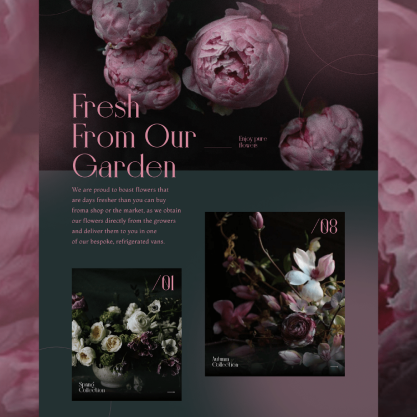 Fresh
From Our
Garden
Enjoy pure
flowers
We are proud to boast flowers that
are days fresher than you can buy
froma shop or the market, as we obtain
our flowers directly from the growers
and deliver them to you in one
of our bespoke, refrigerated vans.
/08
/01
Autumn
Collection
Spring
Collection